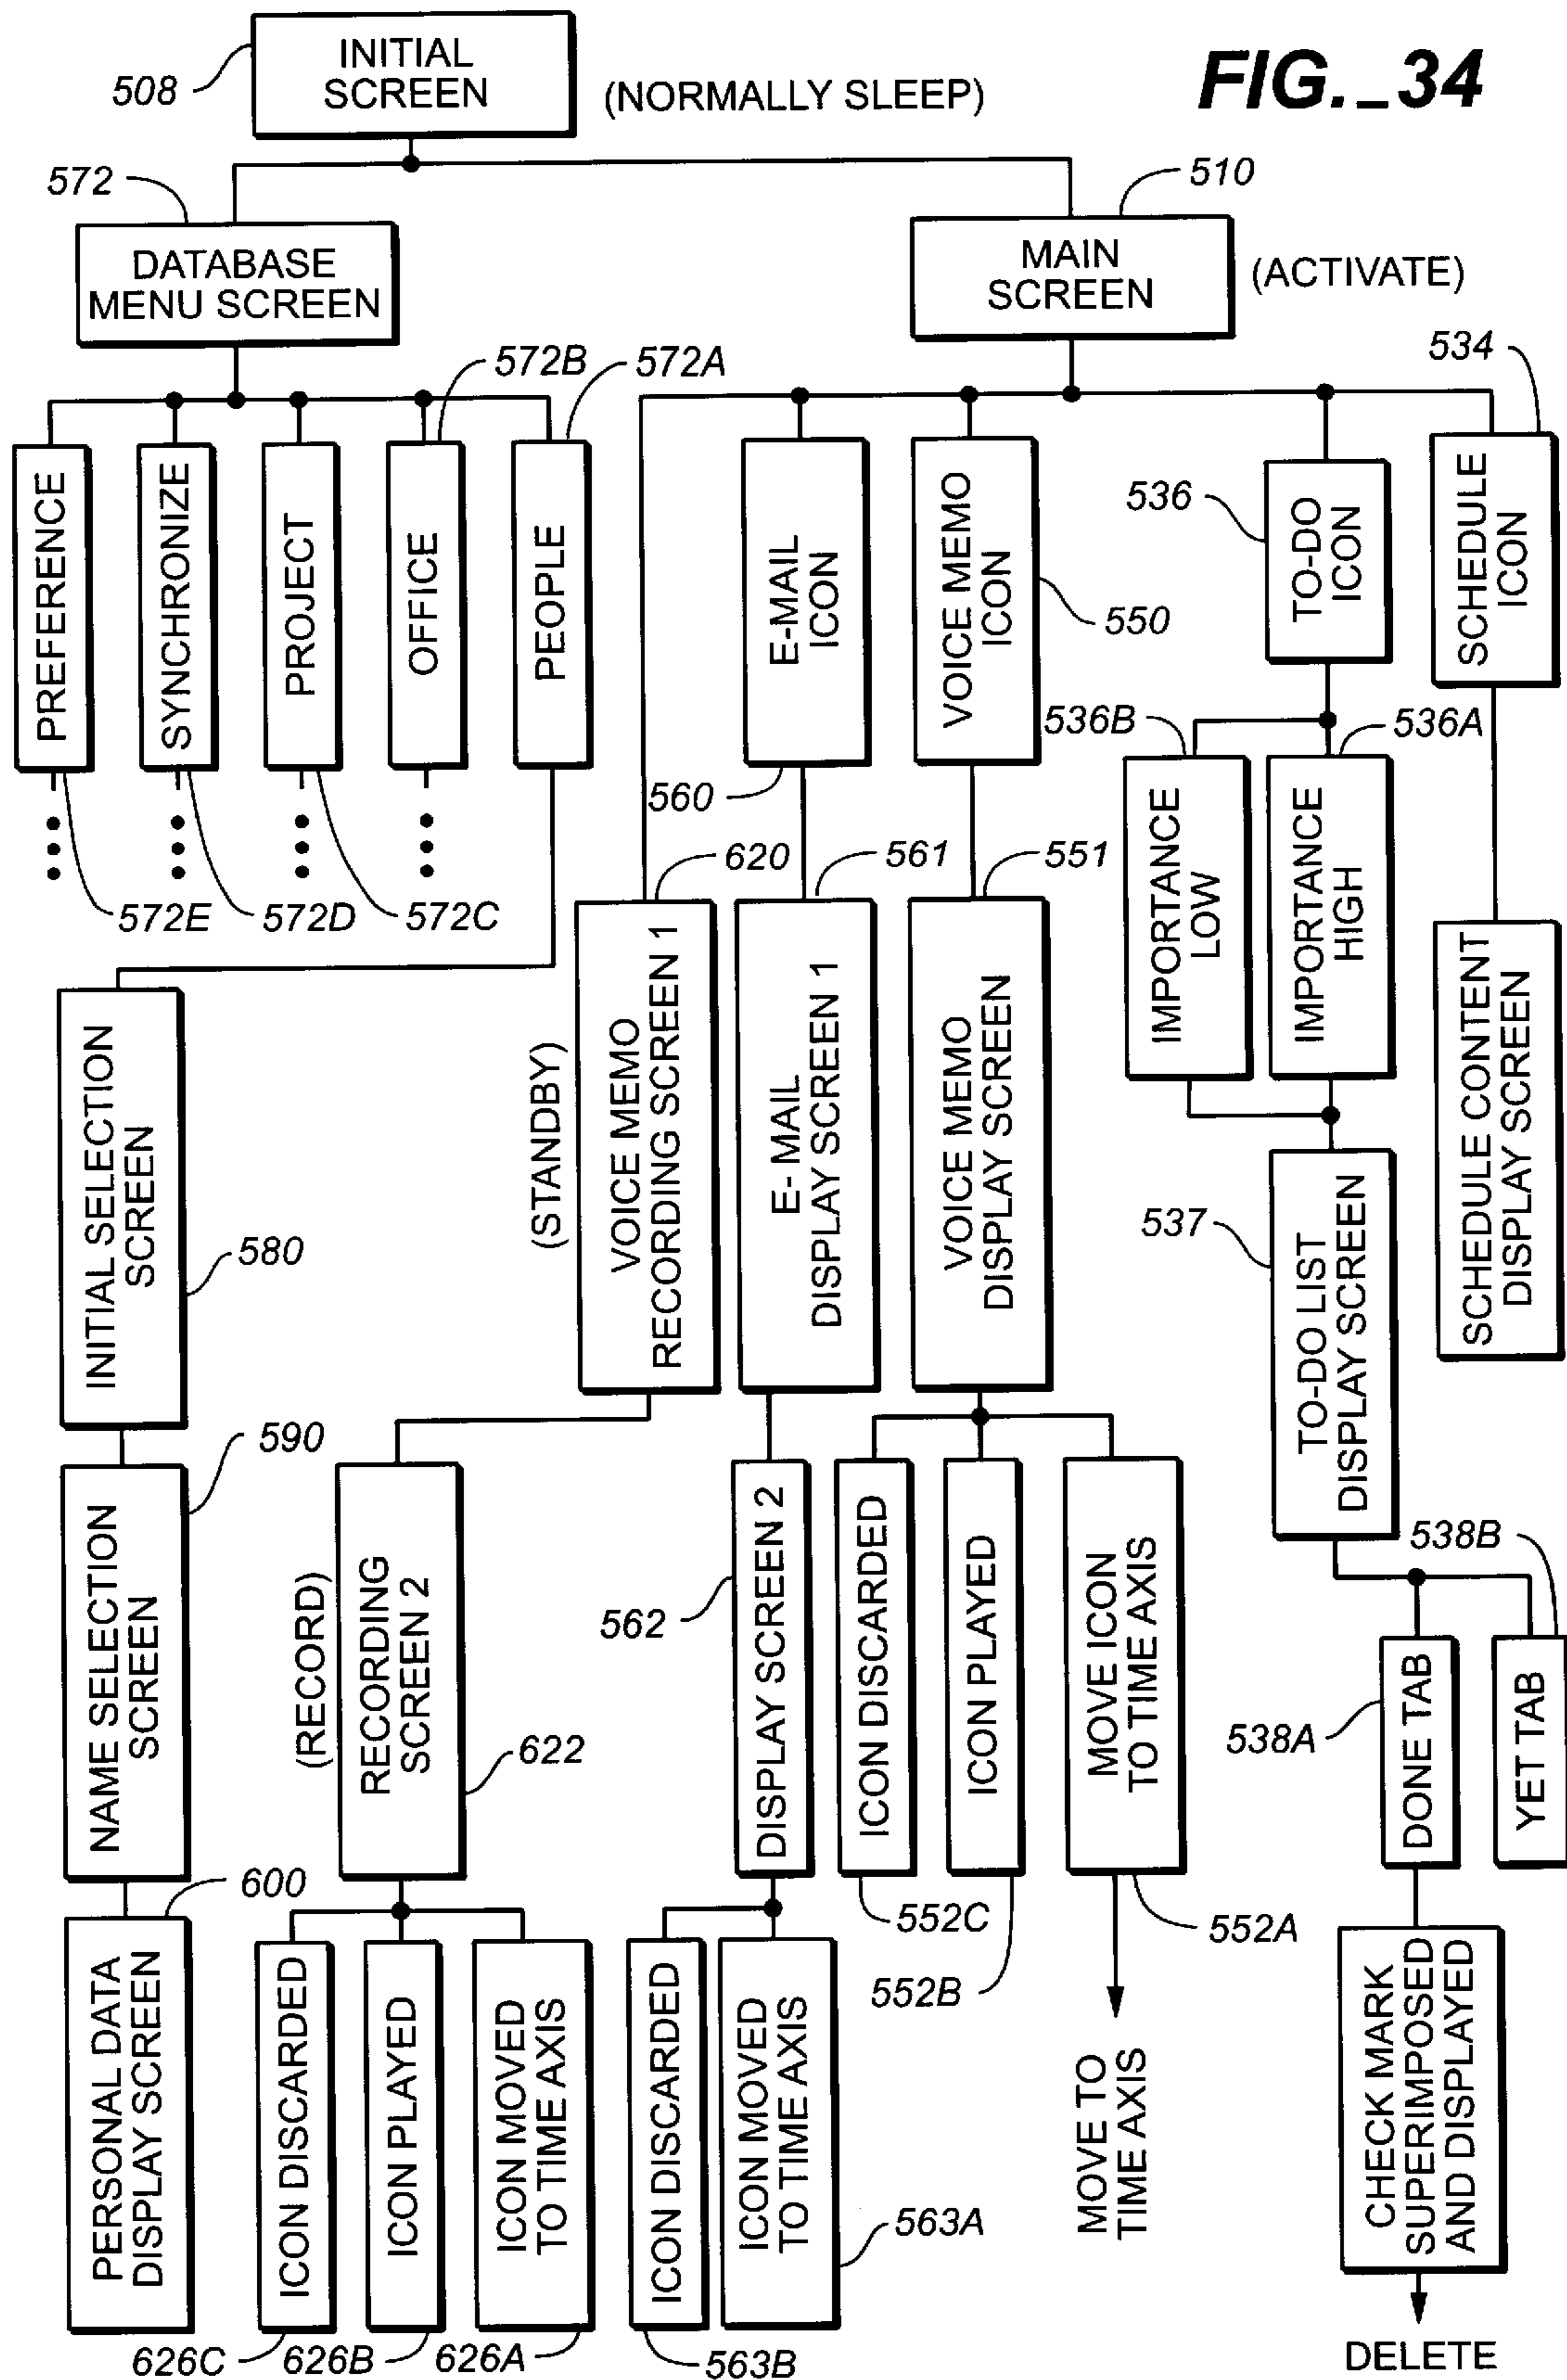 FIG._34
INITIAL
SCREEN
508
(NORMALLY SLEEP)
572
510
DATABASE
MENU SCREEN
MAIN
SCREEN
(ACTIVATE)
572B
572A
534
PREFERENCE
SYNCHRONIZE
PROJECT
OFFICE
PEOPLE
E-MAIL
ICON
VOICE MEMO
ICON
550
536
TO-DO
ICON
SCHEDULE
ICON
536B
536A
560
572E
572D
572C
620
561
551
IMPORTANCE
LOW
IMPORTANCE
HIGH
INITIAL SELECTION
SCREEN
580
(STANDBY)
VOICE MEMO
RECORDING SCREEN 1
E- MAIL
DISPLAY SCREEN 1
VOICE MEMO
DISPLAY SCREEN
537
TO-DO LIST
DISPLAY SCREEN
SCHEDULE CONTENT
DISPLAY SCREEN
590
NAME SELECTION
SCREEN
(RECORD)
RECORDING
SCREEN 2
622
562
DISPLAY SCREEN 2
ICON DISCARDED
ICON PLAYED
MOVE ICON
TO TIME AXIS
538B
538A
DONE TAB
YET TAB
600
552C
552B
552A
PERSONAL DATA
DISPLAY SCREEN
ICON DISCARDED
ICON PLAYED
ICON MOVED
TO TIME AXIS
ICON DISCARDED
ICON MOVED
TO TIME AXIS
563A
MOVE TO
TIME AXIS
CHECK MARK
SUPERIMPOSED
AND DISPLAYED
626C
626B
626A
563B
DELETE